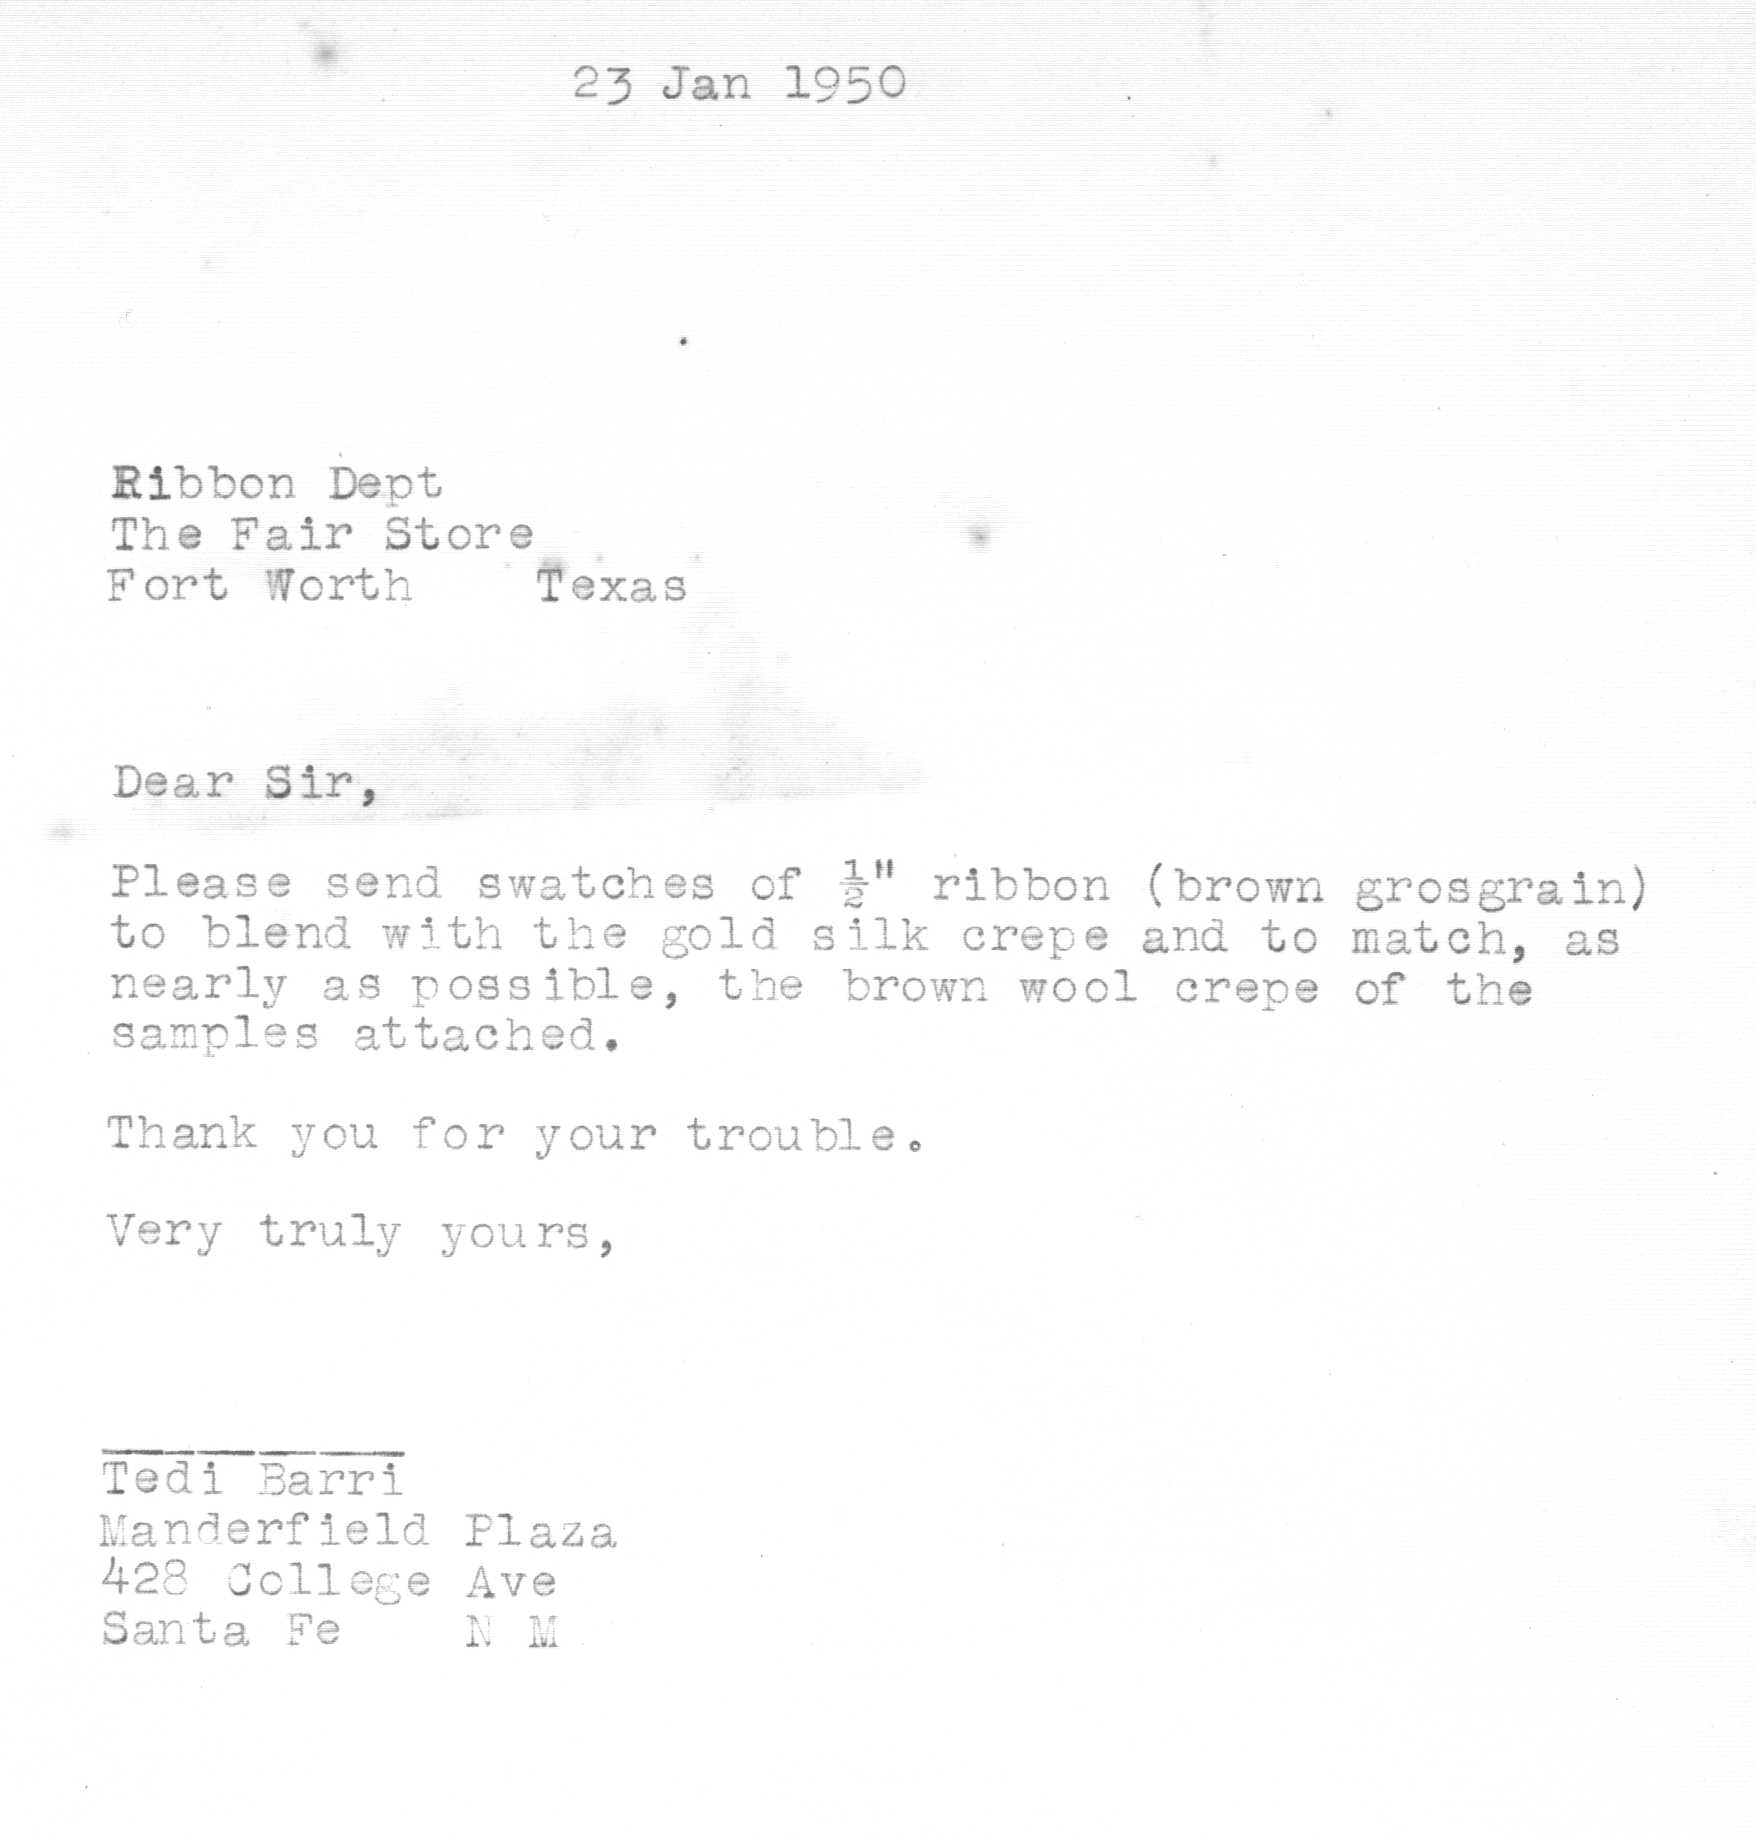 23 Jan 1950
Ribbon Dept
The Fair Store
Fort Worth    Texas
Dear Sir,
Please send swatches of ½" ribbon (brown grosgrain)
to blend with the gold silk crepe and to match, as
nearly as possible, the brown wool crepe of the
samples attached.
Thank you for your trouble.
Very truly yours,
Tedi Barri
Manderfield Plaza
428 College Ave
Santa Fe    N M